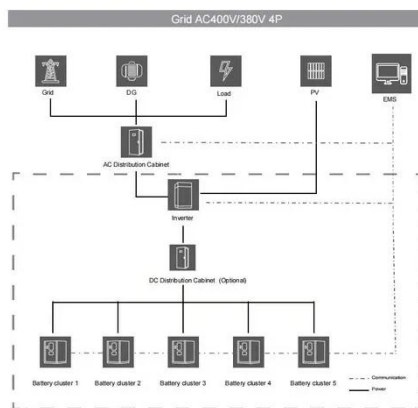 Grid AC400V/380V 4P
Grid
DG
Load
PV
EMS
AC Distribution Cabinet
Inverter
DC Distribution Cabinet (Optional)
Battery cluster 1
Battery cluster 2
Battery cluster 3
Battery cluster 4
Battery cluster 5
Communication
Power